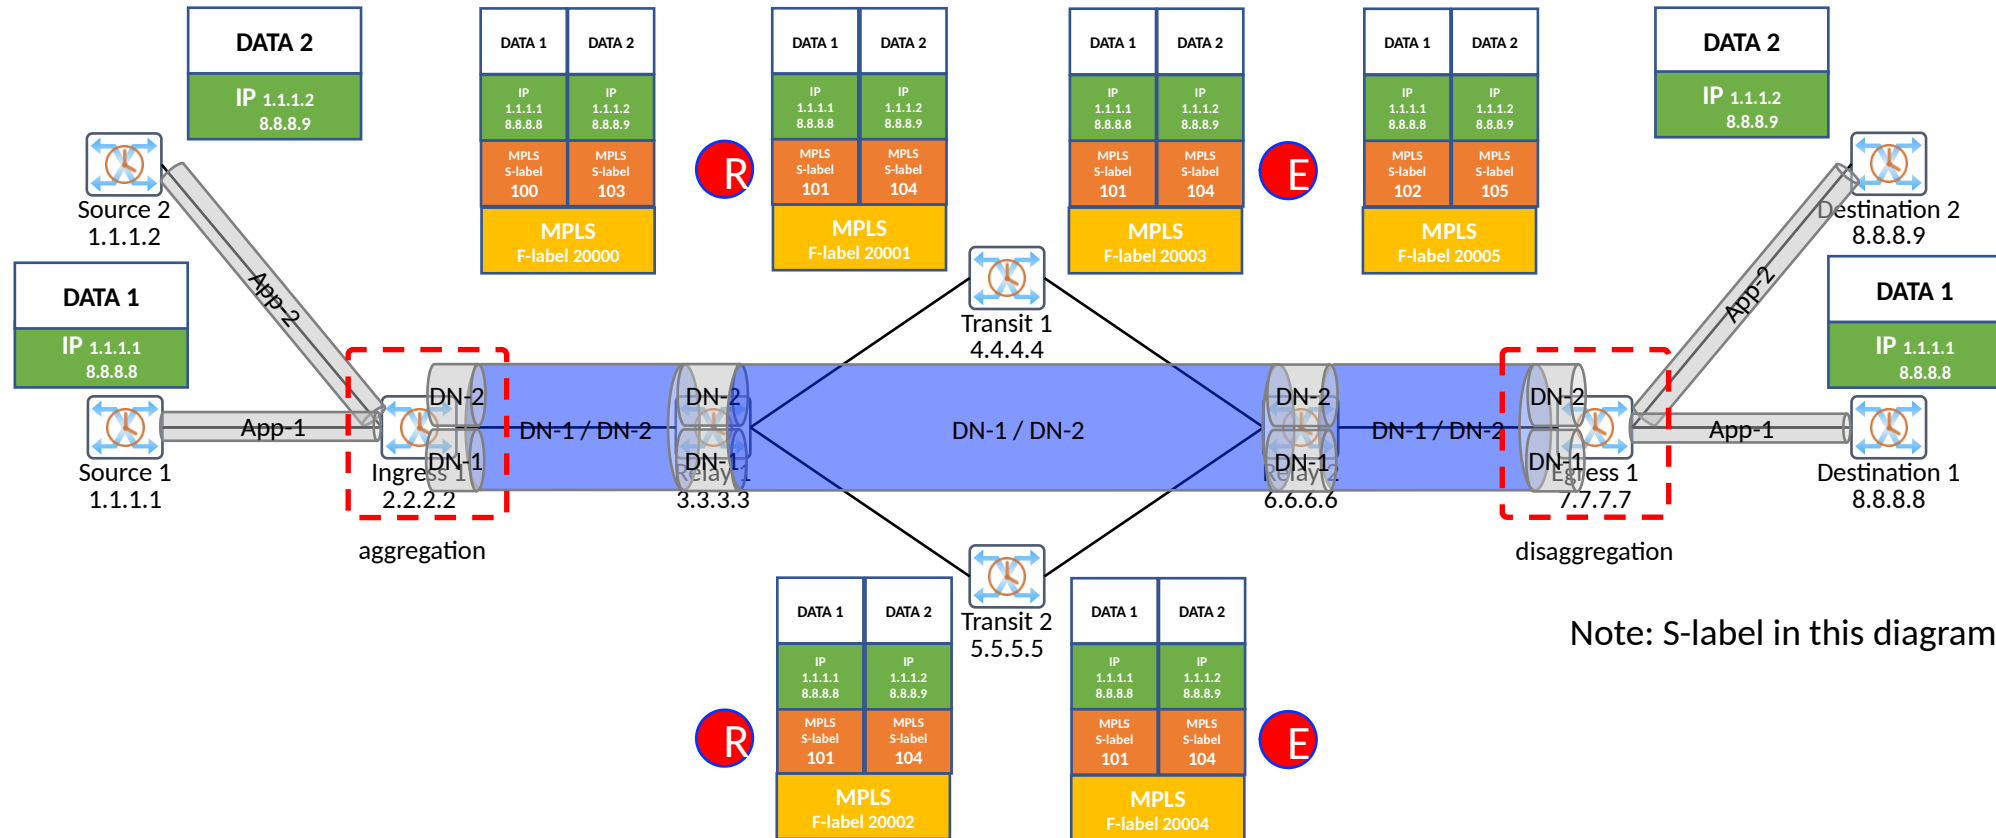 DATA 2
IP 1.1.1.2
8.8.8.9
DATA 1
DATA 2
IP
1.1.1.1
8.8.8.8
IP
1.1.1.2
8.8.8.9
MPLS
S-label
100
MPLS
S-label
103
MPLS
F-label 20000
R
DATA 1
DATA 2
IP
1.1.1.1
8.8.8.8
IP
1.1.1.2
8.8.8.9
MPLS
S-label
101
MPLS
S-label
104
MPLS
F-label 20001
DATA 1
DATA 2
IP
1.1.1.1
8.8.8.8
IP
1.1.1.2
8.8.8.9
MPLS
S-label
101
MPLS
S-label
104
MPLS
F-label 20003
E
DATA 1
DATA 2
IP
1.1.1.1
8.8.8.8
IP
1.1.1.2
8.8.8.9
MPLS
S-label
102
MPLS
S-label
105
MPLS
F-label 20005
DATA 2
IP 1.1.1.2
8.8.8.9
Source 2
1.1.1.2
Destination 2
8.8.8.9
DATA 1
IP 1.1.1.1
8.8.8.8
App-2
Transit 1
4.4.4.4
App-2
DATA 1
IP 1.1.1.1
8.8.8.8
App-1
DN-2
DN-1
DN-1 / DN-2
DN-2
DN-1
DN-1 / DN-2
DN-2
DN-1
DN-1 / DN-2
DN-2
DN-1
App-1
Source 1
1.1.1.1
Ingress 1
2.2.2.2
Relay 1
3.3.3.3
Relay 2
6.6.6.6
Egress 1
7.7.7.7
Destination 1
8.8.8.8
aggregation
disaggregation
Transit 2
5.5.5.5
Note: S-label in this diagram
R
DATA 1
DATA 2
IP
1.1.1.1
8.8.8.8
IP
1.1.1.2
8.8.8.9
MPLS
S-label
101
MPLS
S-label
104
MPLS
F-label 20002
DATA 1
DATA 2
IP
1.1.1.1
8.8.8.8
IP
1.1.1.2
8.8.8.9
MPLS
S-label
101
MPLS
S-label
104
MPLS
F-label 20004
E